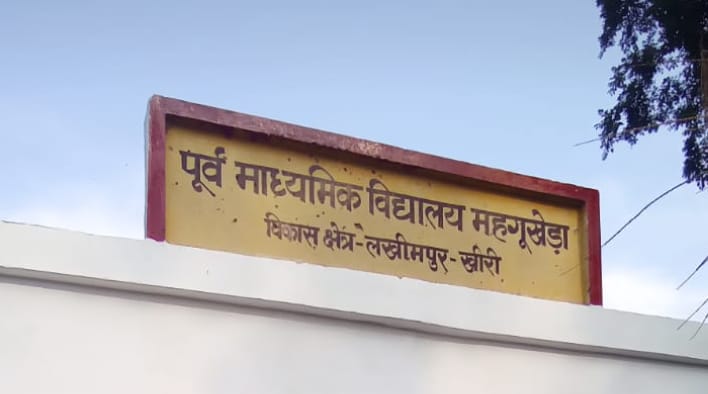 पूर्व माध्यमिक विद्यालय महगूखेड़ा
विकास क्षेत्र-लखीमपुर-खीरी